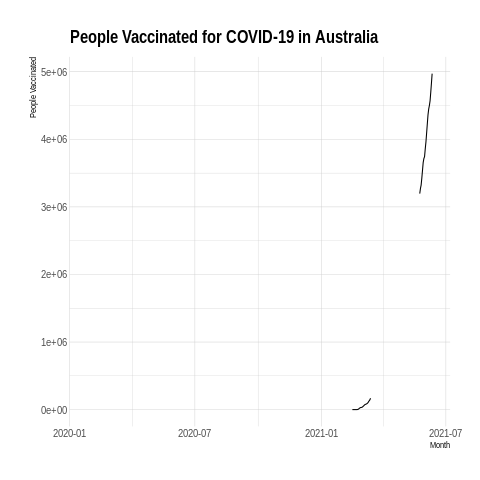 People Vaccinated for COVID-19 in Australia
People Vaccinated
5e+06
4e+06
3e+06
2e+06
1e+06
0e+00
2020-01 2020-07 2021-01 2021-07
Month